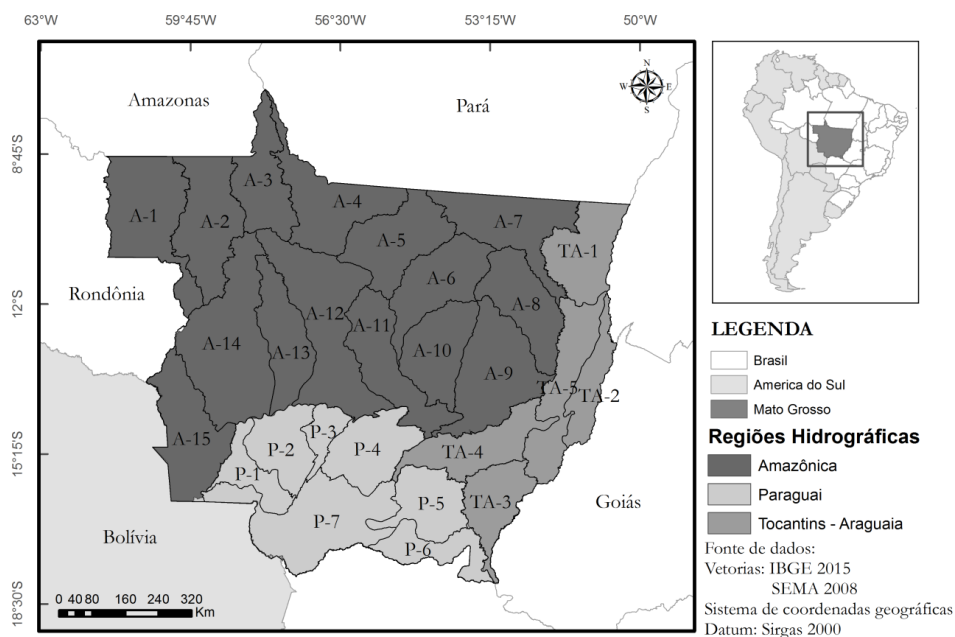 63°W 59°45'W 56°30'W 53°15'W 50°W
8°45'S
12°S
15°15'S
18°30'S
Amazonas
Pará
N
W E
S
Rondônia
Bolívia
Goiás
A-1
A-2
A-3
A-4
A-5
A-7
TA-1
A-6
A-8
A-12
A-11
A-14
A-13
A-10
A-9
TA-5
TA-2
A-15
P-3
P-2
P-4
TA-4
P-1
P-5
TA-3
P-7
P-6
0 40 80 160 240 320
Km
LEGENDA
Brasil
America do Sul
Mato Grosso
Regiões Hidrográficas
Amazônica
Paraguai
Tocantins - Araguaia
Fonte de dados:
Vetorias: IBGE 2015
SEMA 2008
Sistema de coordenadas geográficas
Datum: Sirgas 2000